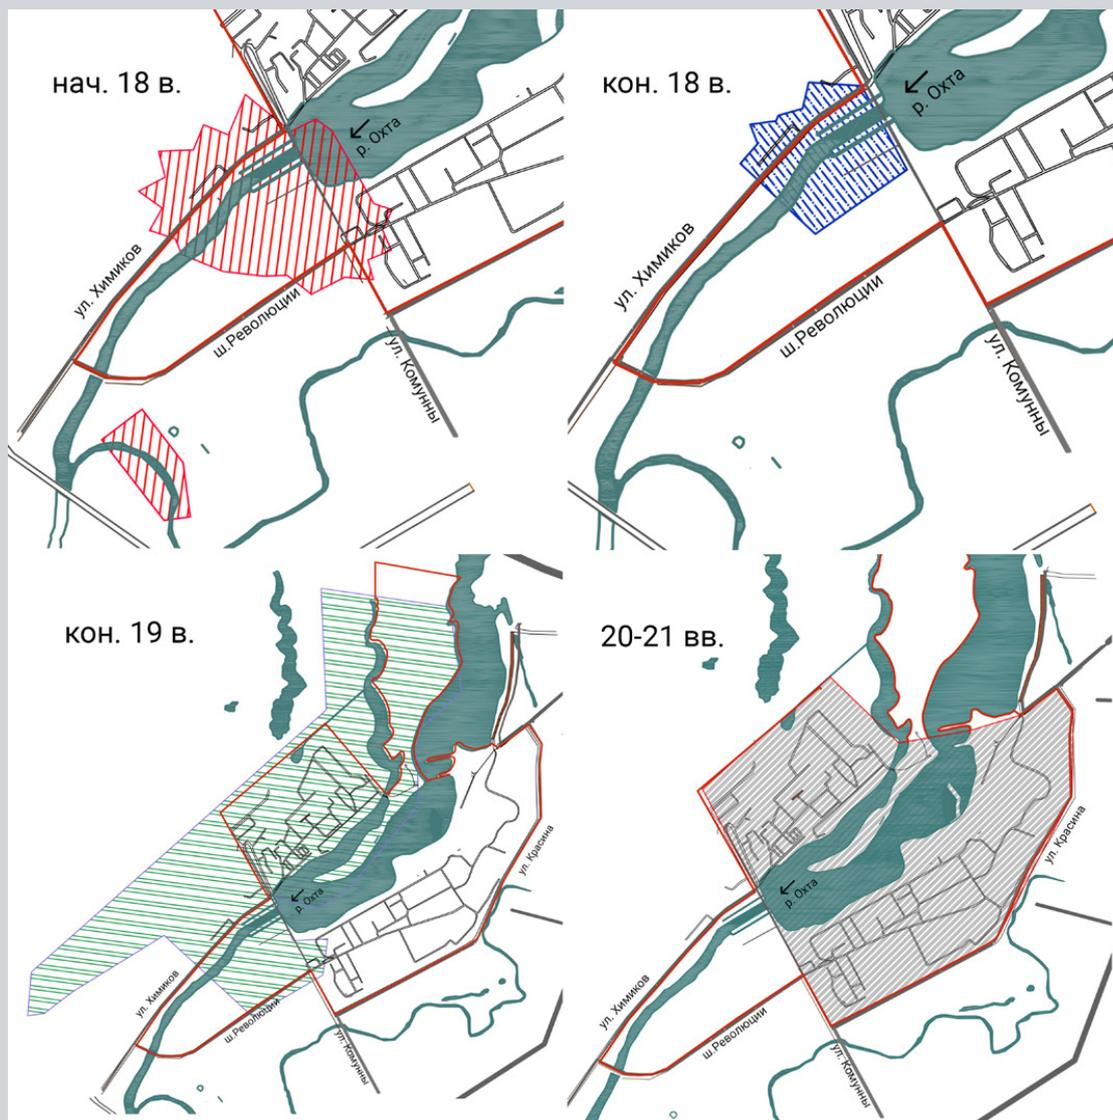 нач. 18 в.
р. Охта
ул. Химиков
ш.Революции
ул. Комунны
кон. 18 в.
р. Охта
ул. Химиков
ш.Революции
ул. Комунны
кон. 19 в.
р. Охта
ул. Красина
ул. Химиков
ш.Революции
ул. Комунны
20-21 вв.
р. Охта
ул. Красина
ул. Химиков
ш.Революции
ул. Комунны